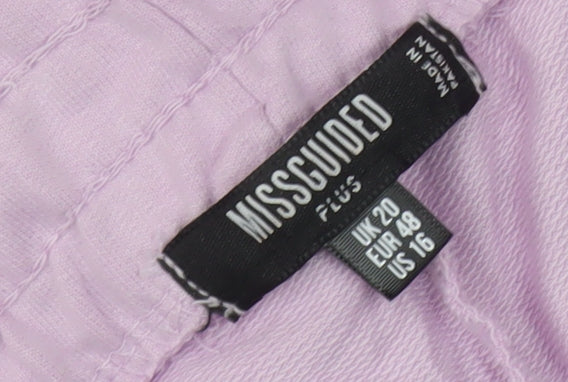 MISSGUIDED
PLUS
MADE IN
PAKISTAN
UK 20
EUR 48
US 16